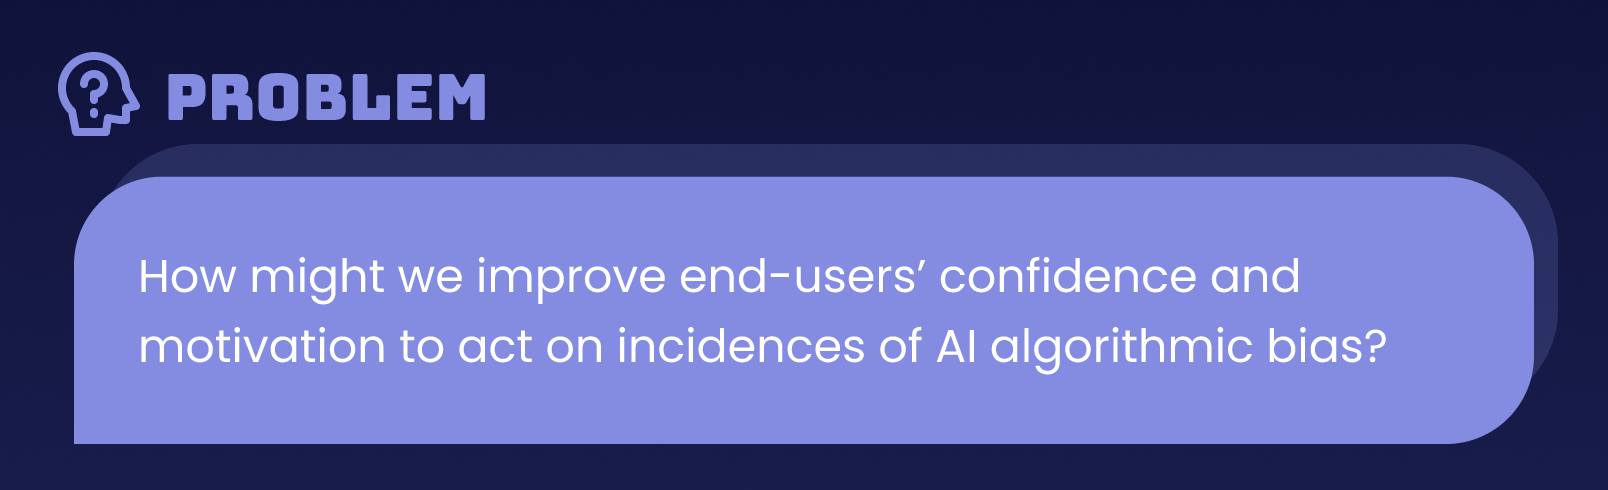 PROBLEM
How might we improve end-users’ confidence and
motivation to act on incidences of AI algorithmic bias?